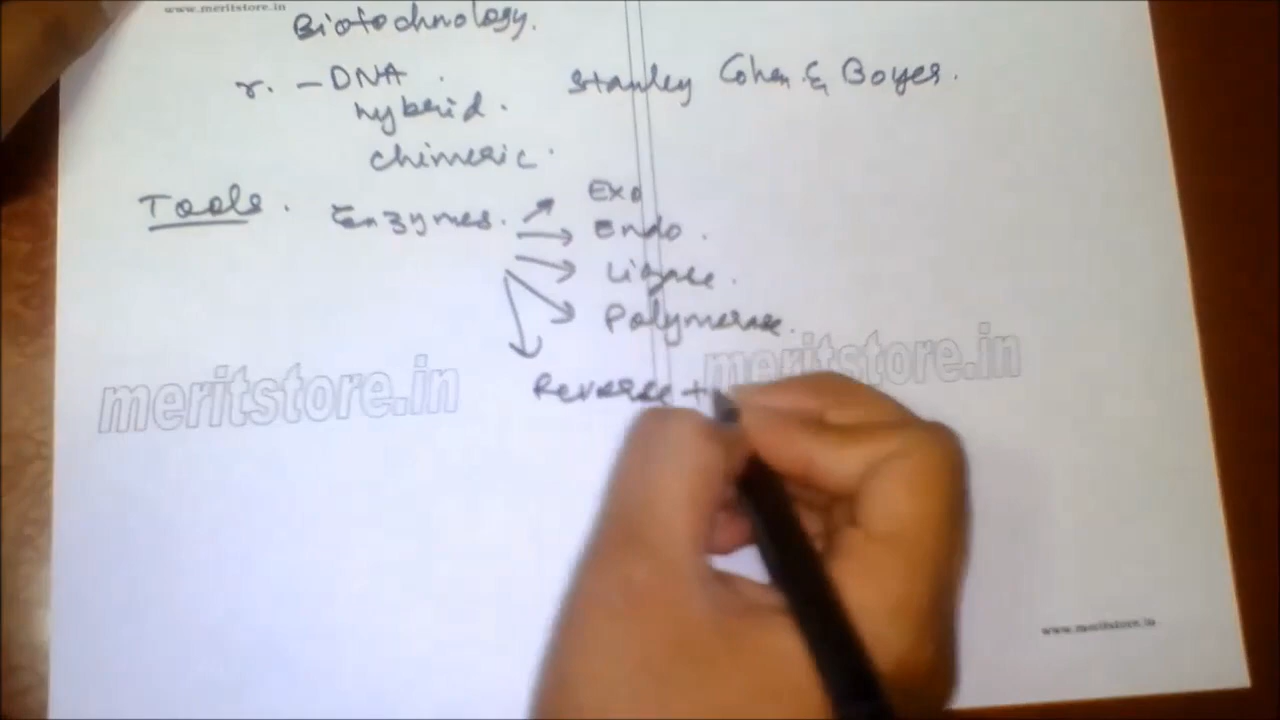 www.meritstore.in
Biotechnology.
r. - DNA . Stanley Cohen & Boyer.
hybrid.
chimeric.
Tools. Enzymes. Exo
Endo.
Ligase.
Polymerase.
Reverse t
meritstore.in meritstore.in
www.meritstore.in